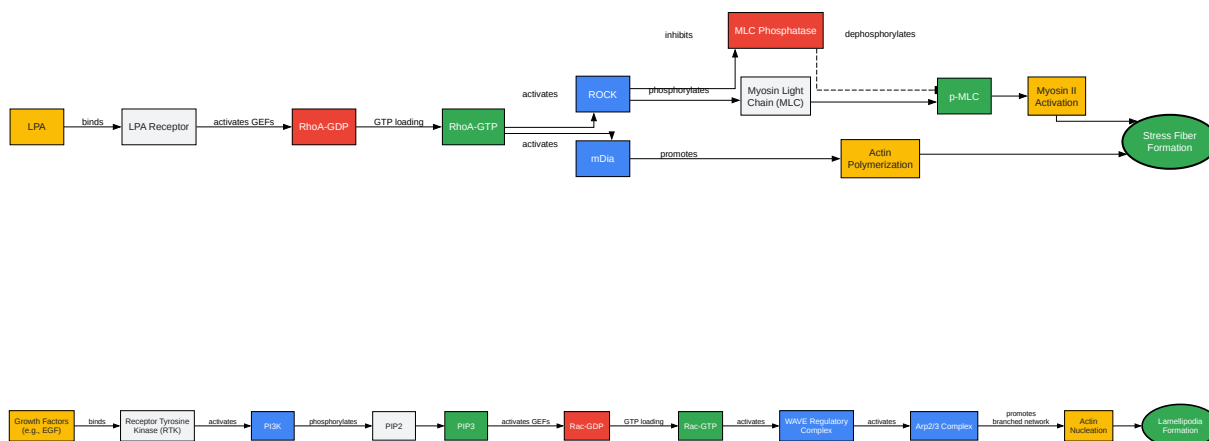 inhibits
MLC Phosphatase
dephosphorylates
activates
ROCK
phosphorylates
Myosin Light
Chain (MLC)
p-MLC
Myosin II
Activation
LPA
binds
LPA Receptor
activates GEFs
RhoA-GDP
GTP loading
RhoA-GTP
activates
mDia
promotes
Actin
Polymerization
Stress Fiber
Formation
Growth Factors
(e.g., EGF)
binds
Receptor Tyrosine
Kinase (RTK)
activates
PI3K
phosphorylates
PIP2
PIP3
activates GEFs
Rac-GDP
GTP loading
Rac-GTP
activates
WAVE Regulatory
Complex
activates
Arp2/3 Complex
promotes
branched network
Actin
Nucleation
Lamellipodia
Formation